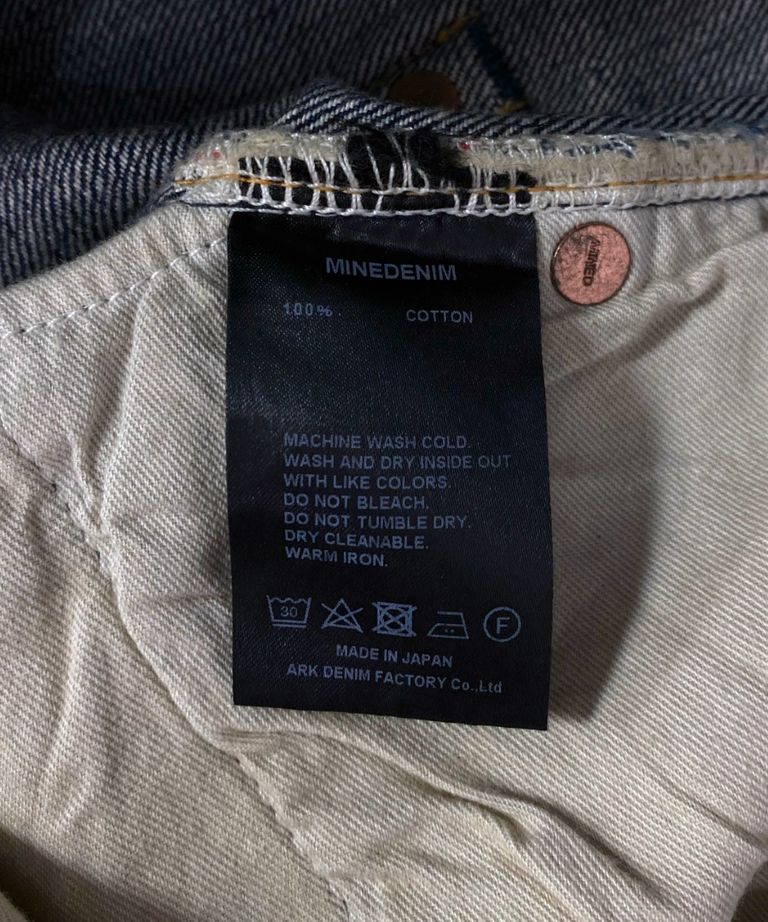 MINEDENIM
100% COTTON
MACHINE WASH COLD.
WASH AND DRY INSIDE OUT
WITH LIKE COLORS.
DO NOT BLEACH.
DO NOT TUMBLE DRY.
DRY CLEANABLE.
WARM IRON.
30 F
MADE IN JAPAN
ARK DENIM FACTORY Co.,Ltd